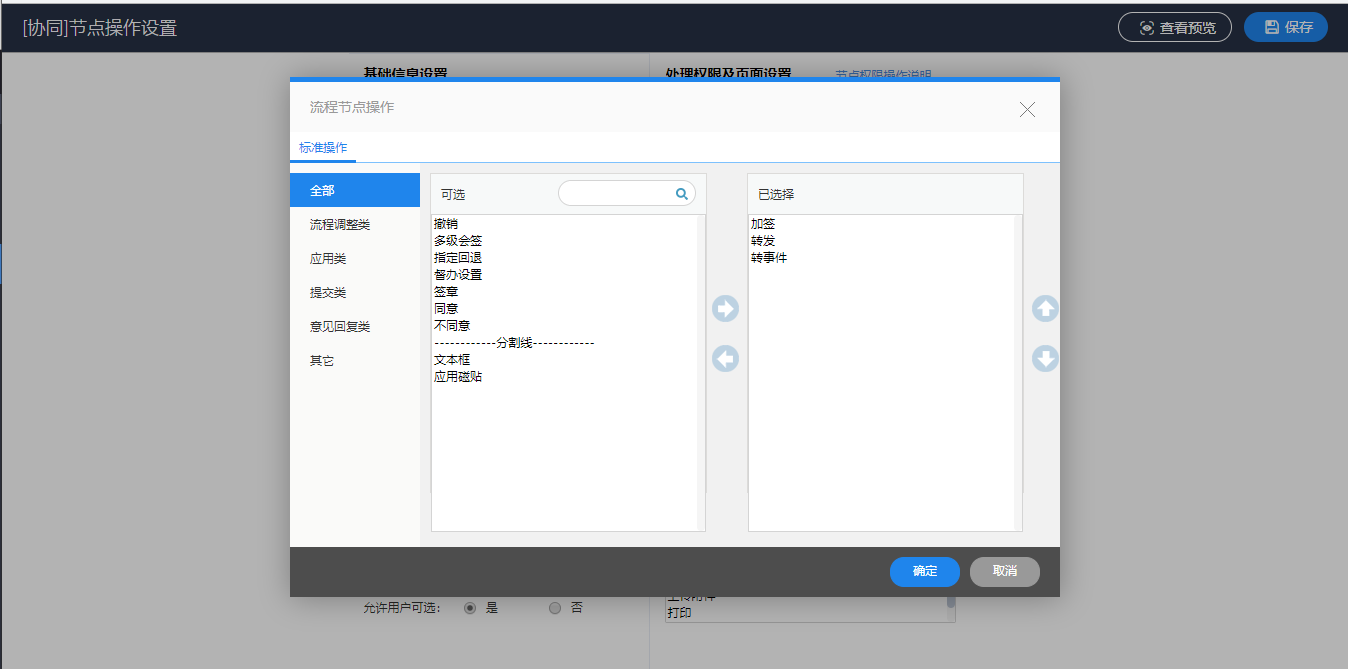 [协同]节点操作设置
查看预览
保存
基础信息设置
处理权限及页面设置
节点权限操作说明
流程节点操作
标准操作
全部
流程调整类
应用类
提交类
意见回复类
其它
可选
撤销
多级会签
指定回退
督办设置
签章
同意
不同意
------------分割线------------
文本框
应用磁贴
已选择
加签
转发
转事件
确定
取消
允许用户可选:
是
否
上传附件
打印